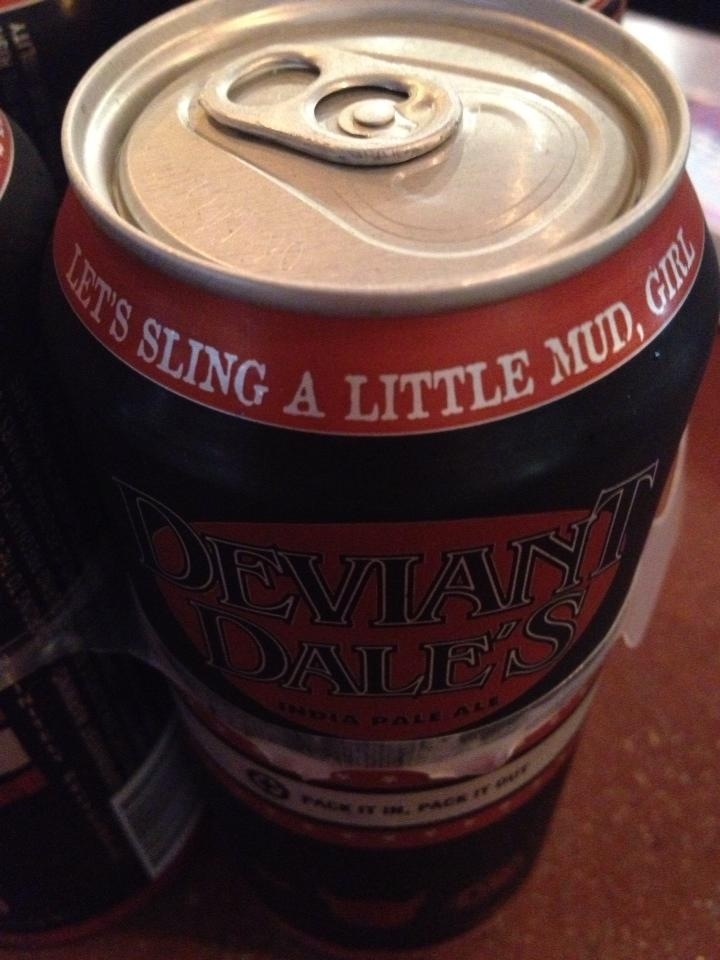 LET'S SLING A LITTLE MUD, GIRL
DEVIANT
DALE'S
INDIA PALE ALE
PACK IT IN, PACK IT OUT